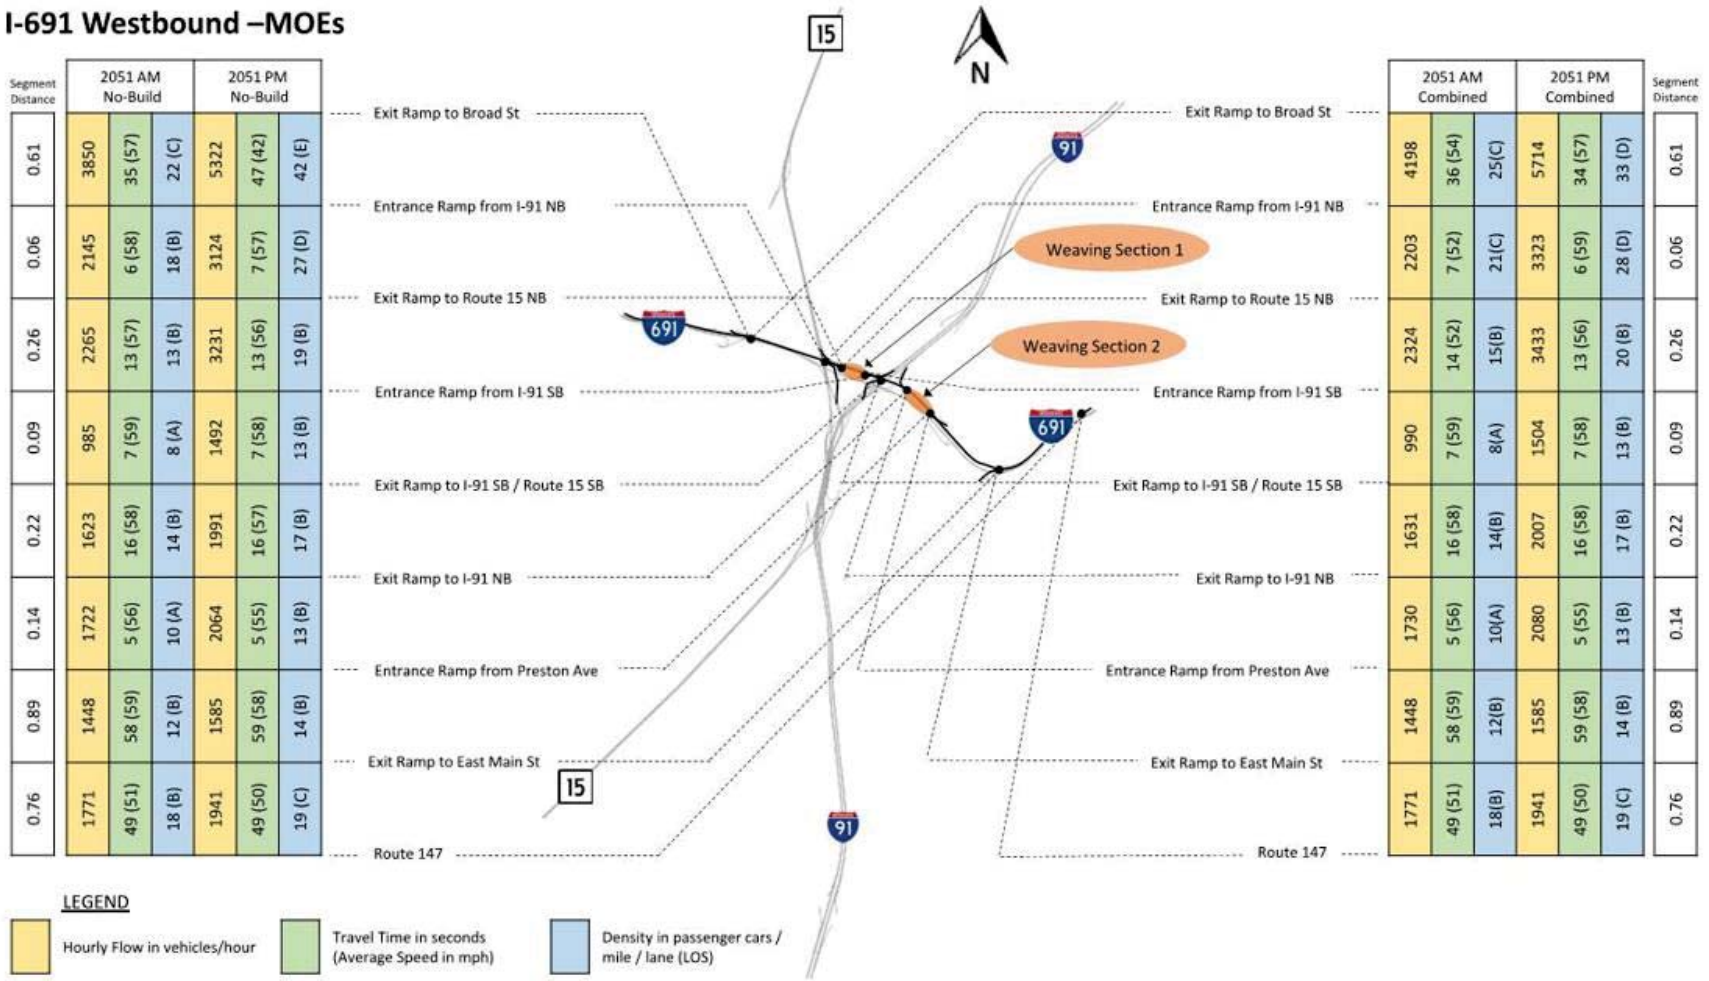 I-691 Westbound –MOEs
15
N
Segment
Distance
2051 AM
No-Build
2051 PM
No-Build
0.61
3850
35 (57)
22 (C)
5322
47 (42)
42 (E)
0.06
2145
6 (58)
18 (B)
3124
7 (57)
27 (D)
0.26
2265
13 (57)
13 (B)
3231
13 (56)
19 (B)
0.09
985
7 (59)
8 (A)
1492
7 (58)
13 (B)
0.22
1623
16 (58)
14 (B)
1991
16 (57)
17 (B)
0.14
1722
5 (56)
10 (A)
2064
5 (55)
13 (B)
0.89
1448
58 (59)
12 (B)
1585
59 (58)
14 (B)
0.76
1771
49 (51)
18 (B)
1941
49 (50)
19 (C)
Exit Ramp to Broad St
Entrance Ramp from I-91 NB
Exit Ramp to Route 15 NB
Entrance Ramp from I-91 SB
Exit Ramp to I-91 SB / Route 15 SB
Exit Ramp to I-91 NB
Entrance Ramp from Preston Ave
Exit Ramp to East Main St
Route 147
91
Weaving Section 1
Weaving Section 2
691
691
15
91
Exit Ramp to Broad St
Entrance Ramp from I-91 NB
Exit Ramp to Route 15 NB
Entrance Ramp from I-91 SB
Exit Ramp to I-91 SB / Route 15 SB
Exit Ramp to I-91 NB
Entrance Ramp from Preston Ave
Exit Ramp to East Main St
Route 147
2051 AM
Combined
2051 PM
Combined
Segment
Distance
4198
36 (54)
25(C)
5714
34 (57)
33 (D)
0.61
2203
7 (52)
21(C)
3323
6 (59)
28 (D)
0.06
2324
14 (52)
15(B)
3433
13 (56)
20 (B)
0.26
990
7 (59)
8(A)
1504
7 (58)
13 (B)
0.09
1631
16 (58)
14(B)
2007
16 (58)
17 (B)
0.22
1730
5 (56)
10(A)
2080
5 (55)
13 (B)
0.14
1448
58 (59)
12(B)
1585
59 (58)
14 (B)
0.89
1771
49 (51)
18(B)
1941
49 (50)
19 (C)
0.76
LEGEND
Hourly Flow in vehicles/hour
Travel Time in seconds
(Average Speed in mph)
Density in passenger cars /
mile / lane (LOS)